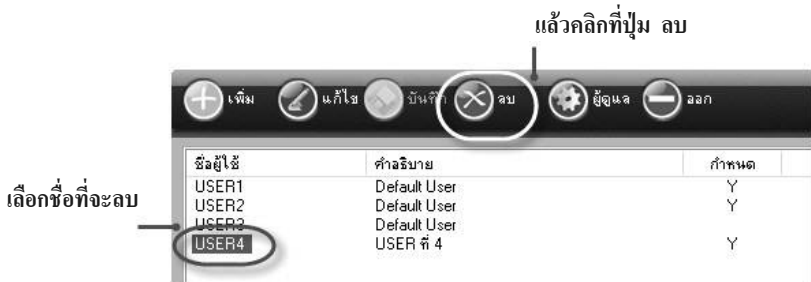 แล้วคลิกที่ปุ่ม ลบ
เพิ่ม แก้ไข บันทึก ลบ ผู้ดูแล ออก
ชื่อผู้ใช้ คำอธิบาย กำหนด
USER1 Default User Y
USER2 Default User Y
เลือกชื่อที่จะลบ
USER3 Default User
USER4 USER ที่ 4 Y